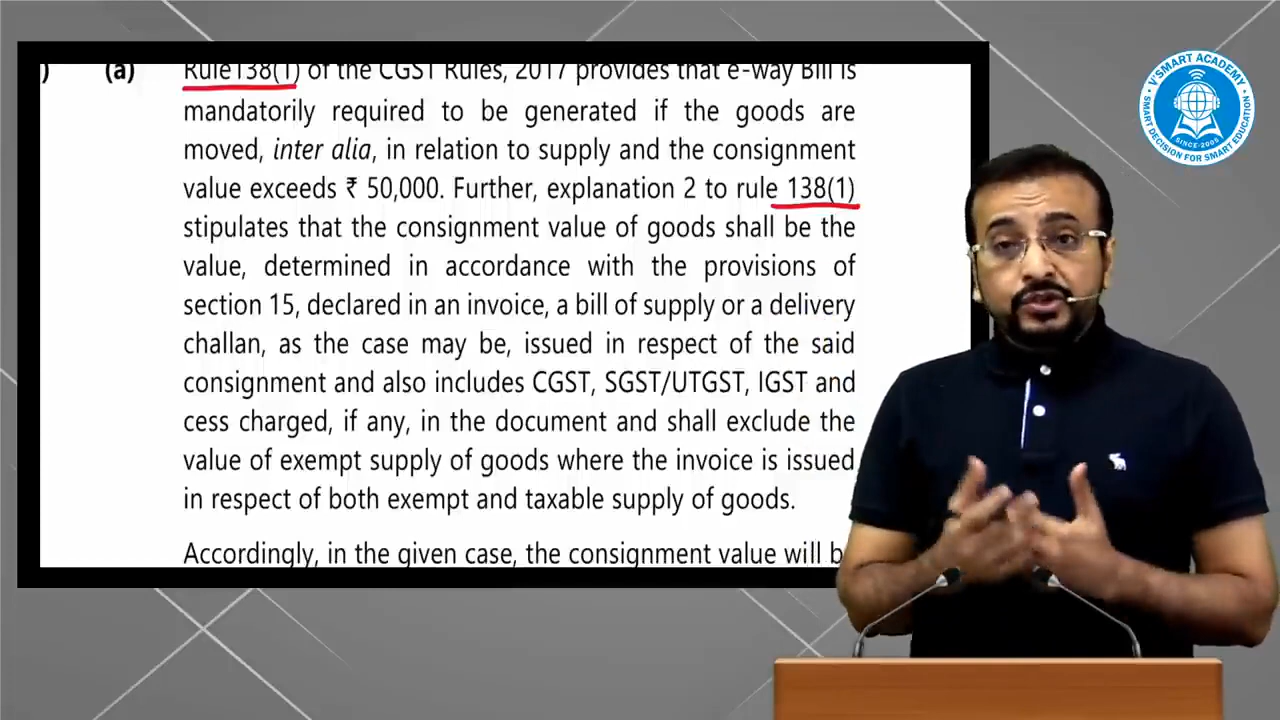 ) (a) Rule138(1) of the CGST Rules, 2017 provides that e-way Bill is
mandatorily required to be generated if the goods are
moved, inter alia, in relation to supply and the consignment
value exceeds ₹ 50,000. Further, explanation 2 to rule 138(1)
stipulates that the consignment value of goods shall be the
value, determined in accordance with the provisions of
section 15, declared in an invoice, a bill of supply or a delivery
challan, as the case may be, issued in respect of the said
consignment and also includes CGST, SGST/UTGST, IGST and
cess charged, if any, in the document and shall exclude the
value of exempt supply of goods where the invoice is issued
in respect of both exempt and taxable supply of goods.
Accordingly, in the given case, the consignment value will b
V'SMART ACADEMY
SINCE-2005
SMART DECISION FOR SMART EDUCATION